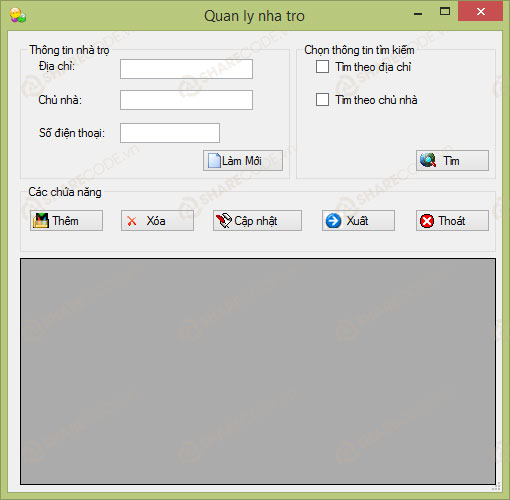 Quan ly nha tro
Thông tin nhà trọ
Địa chỉ:
Chủ nhà:
Số điện thoại:
Làm Mới
Chọn thông tin tìm kiếm
Tìm theo địa chỉ
Tìm theo chủ nhà
Tìm
Các chứa năng
Thêm
Xóa
Cập nhật
Xuất
Thoát
SHARECODE.vn